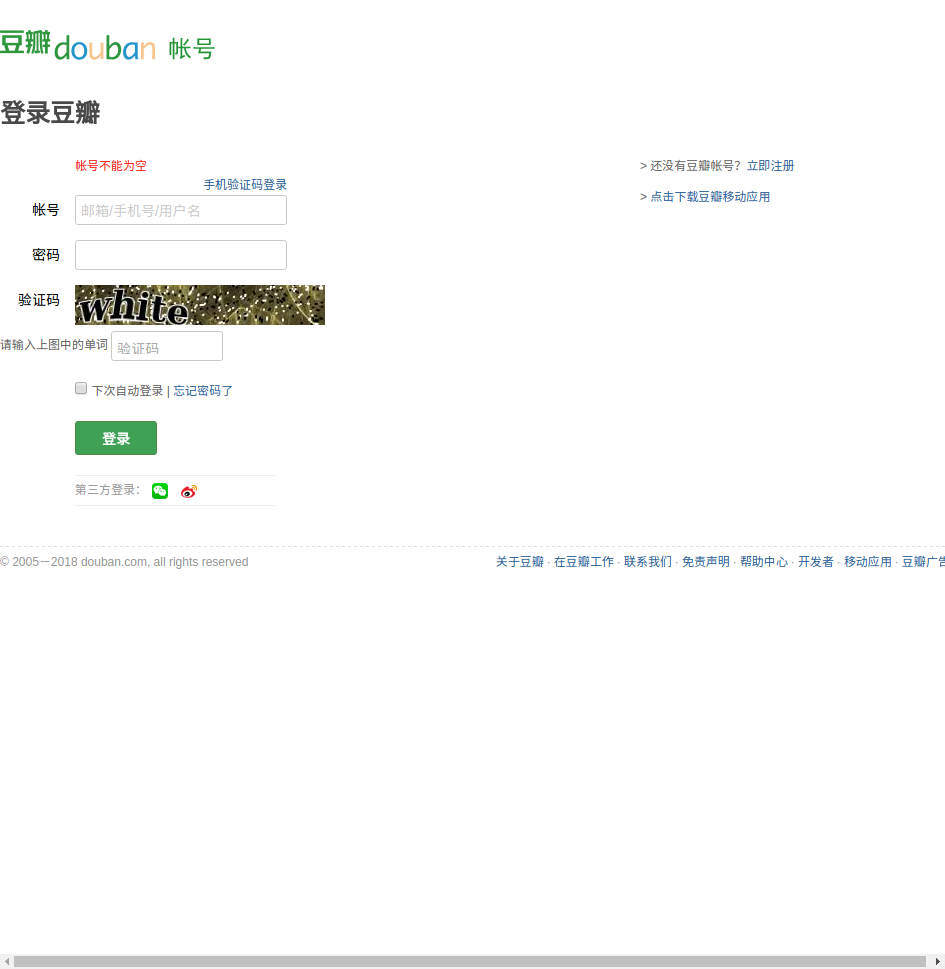 豆瓣douban 帐号
登录豆瓣
帐号不能为空
手机验证码登录
帐号 邮箱/手机号/用户名
密码
验证码 white
请输入上图中的单词 验证码
下次自动登录 | 忘记密码了
登录
第三方登录：
> 还没有豆瓣帐号？立即注册
> 点击下载豆瓣移动应用
© 2005－2018 douban.com, all rights reserved 关于豆瓣 · 在豆瓣工作 · 联系我们 · 免责声明 · 帮助中心 · 开发者 · 移动应用 · 豆瓣广告